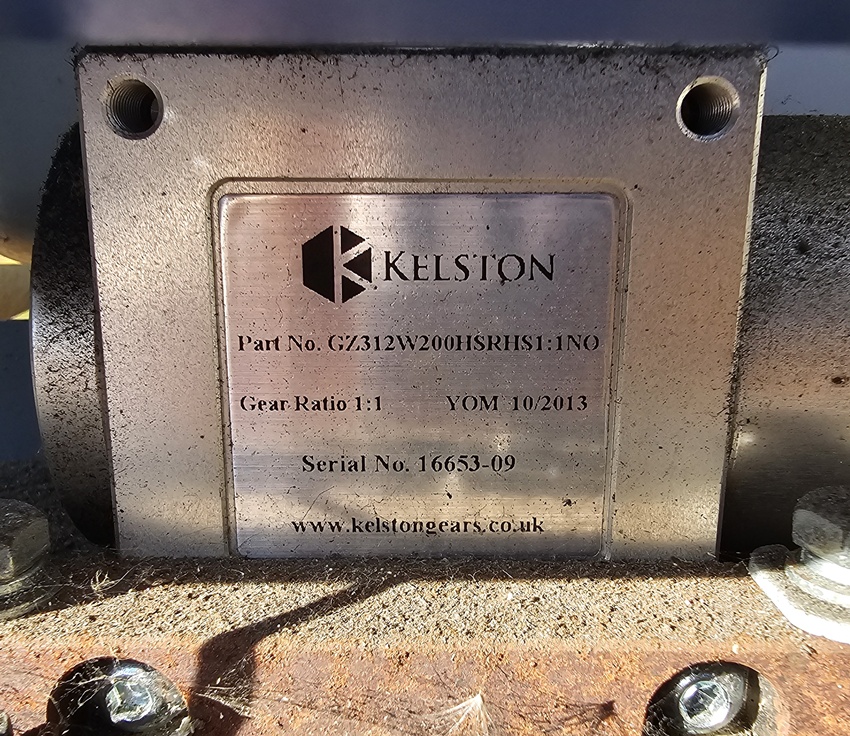 KELSTON
Part No. GZ312W200HSRHS1:1NO
Gear Ratio 1:1 YOM 10/2013
Serial No. 16653-09
www.kelstongears.co.uk